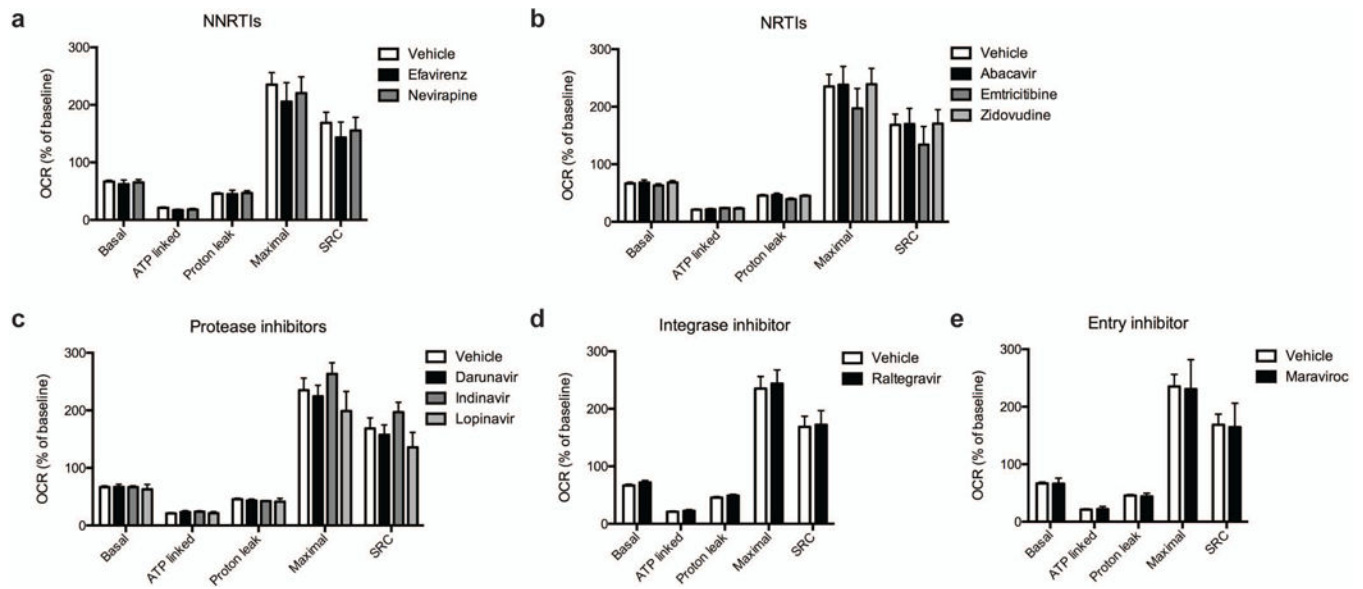 a
NNRTIs
OCR (% of baseline)
300
200
100
0
Basal
ATP linked
Proton leak
Maximal
SRC
Vehicle
Efavirenz
Nevirapine
b
NRTIs
OCR (% of baseline)
300
200
100
0
Basal
ATP linked
Proton leak
Maximal
SRC
Vehicle
Abacavir
Emtricitibine
Zidovudine
c
Protease inhibitors
OCR (% of baseline)
300
200
100
0
Basal
ATP linked
Proton leak
Maximal
SRC
Vehicle
Darunavir
Indinavir
Lopinavir
d
Integrase inhibitor
OCR (% of baseline)
300
200
100
0
Basal
ATP linked
Proton leak
Maximal
SRC
Vehicle
Raltegravir
e
Entry inhibitor
OCR (% of baseline)
300
200
100
0
Basal
ATP linked
Proton leak
Maximal
SRC
Vehicle
Maraviroc